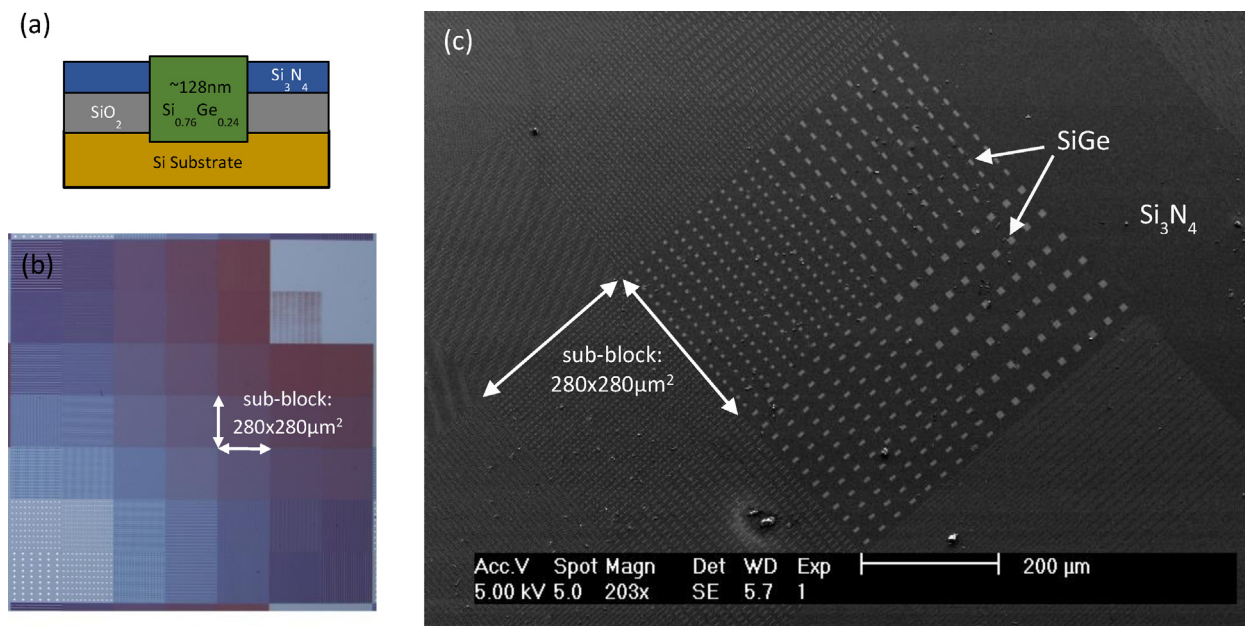 (a)
Si3N4
~128nm
SiO2
Si0.76Ge0.24
Si Substrate
(b)
sub-block:
280x280µm²
(c)
SiGe
Si3N4
sub-block:
280x280µm²
Acc.V Spot Magn Det WD Exp
5.00 kV 5.0 203x SE 5.7 1
200 µm